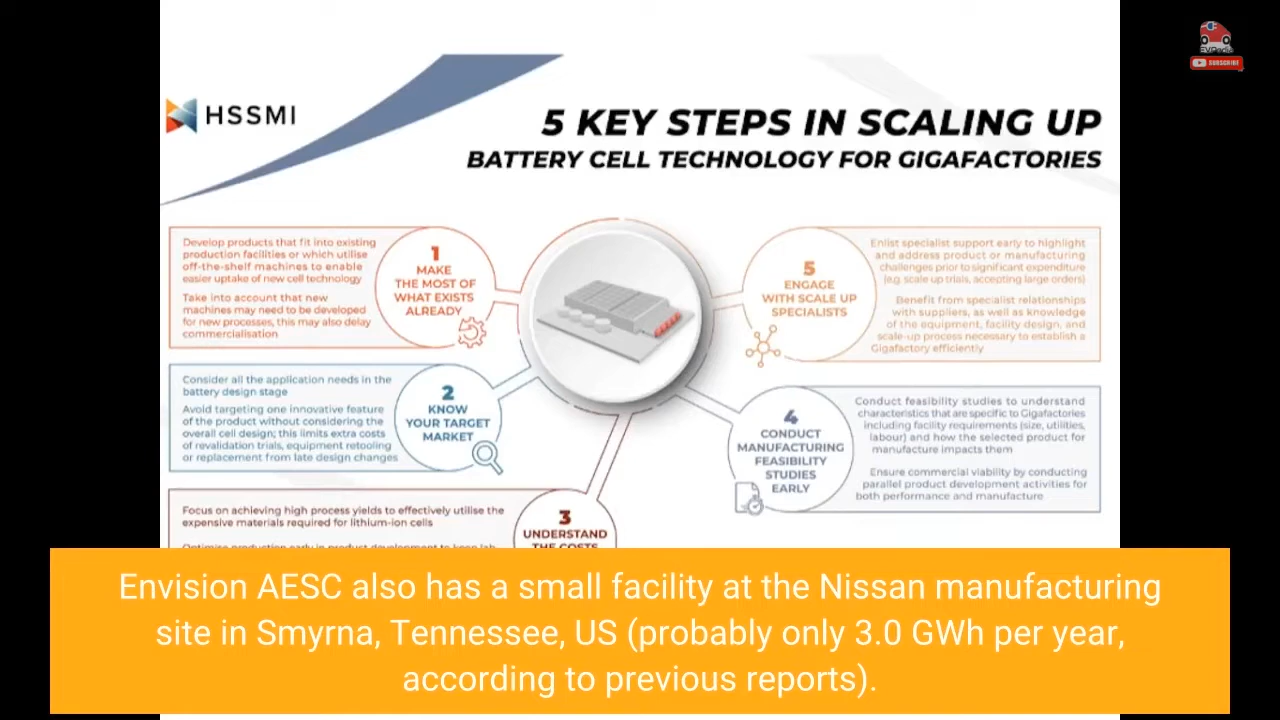 EVPedia
SUBSCRIBE
HSSMI
5 KEY STEPS IN SCALING UP
BATTERY CELL TECHNOLOGY FOR GIGAFACTORIES
Develop products that fit into existing
production facilities or which utilise
off-the-shelf machines to enable
easier uptake of new cell technology
Take into account that new
machines may need to be developed
for new processes, this may also delay
commercialisation
1
MAKE
THE MOST OF
WHAT EXISTS
ALREADY
5
ENGAGE
WITH SCALE UP
SPECIALISTS
Enlist specialist support early to highlight
and address product or manufacturing
challenges prior to significant expenditure
(e.g. scale up trials, accepting large orders)
Benefit from specialist relationships
with suppliers, as well as knowledge
of the equipment, facility design, and
scale-up process necessary to establish a
Gigafactory efficiently
Consider all the application needs in the
battery design stage
Avoid targeting one innovative feature
of the product without considering the
overall cell design; this limits extra costs
of revalidation trials, equipment retooling
or replacement from late design changes
2
KNOW
YOUR TARGET
MARKET
4
CONDUCT
MANUFACTURING
FEASIBILITY
STUDIES
EARLY
Conduct feasibility studies to understand
characteristics that are specific to Gigafactories
including facility requirements (size, utilities,
labour) and how the selected product for
manufacture impacts them
Ensure commercial viability by conducting
parallel product development activities for
both performance and manufacture
Focus on achieving high process yields to effectively utilise the
expensive materials required for lithium-ion cells
3
UNDERSTAND
THE COSTS
Envision AESC also has a small facility at the Nissan manufacturing
site in Smyrna, Tennessee, US (probably only 3.0 GWh per year,
according to previous reports).